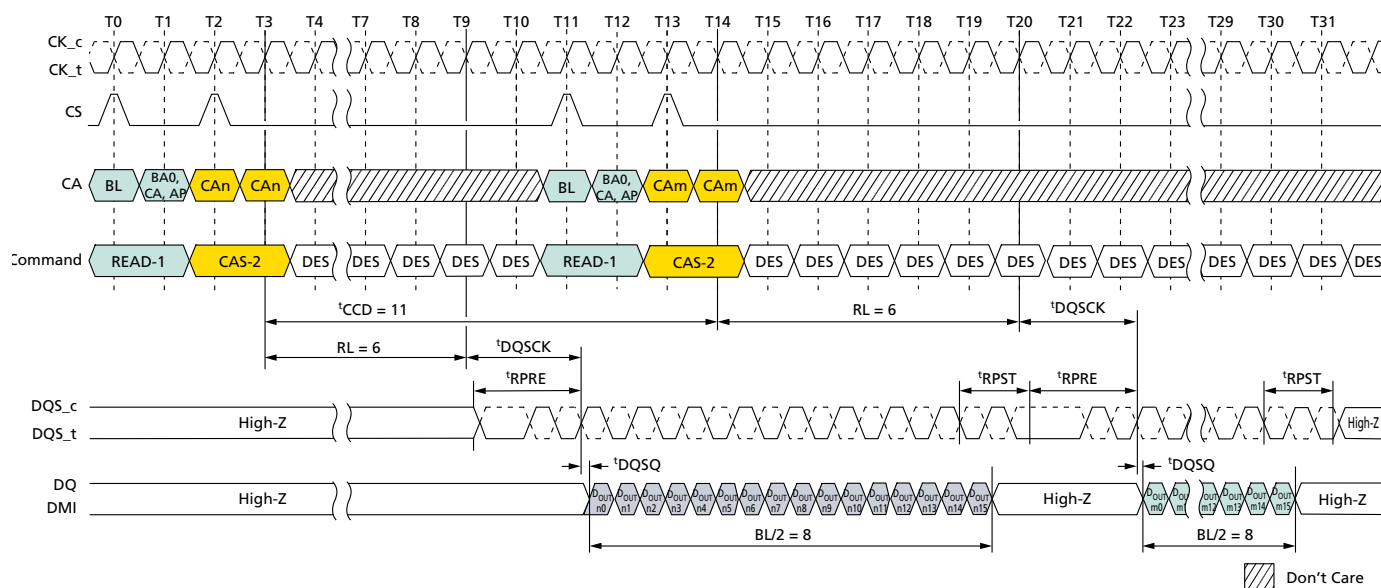 T0 T1 T2 T3 T4 T7 T8 T9 T10 T11 T12 T13 T14 T15 T16 T17 T18 T19 T20 T21 T22 T23 T29 T30 T31
CK_c
CK_t
CS
CA BL BA0, CA, AP CAn CAn BL BA0, CA, AP CAm CAm
Command READ-1 CAS-2 DES DES DES DES DES READ-1 CAS-2 DES DES DES DES DES DES DES DES DES DES DES DES DES
tCCD = 11 RL = 6 tDQSCK
RL = 6 tDQSCK
tRPRE tRPST tRPRE tRPST
DQS_c
DQS_t High-Z High-Z
tDQSQ tDQSQ
DQ
DMI High-Z DOUT n0 DOUT n1 DOUT n2 DOUT n3 DOUT n4 DOUT n5 DOUT n6 DOUT n7 DOUT n8 DOUT n9 DOUT n10 DOUT n11 DOUT n12 DOUT n13 DOUT n14 DOUT n15 High-Z DOUT m0 DOUT m12 DOUT m13 DOUT m14 DOUT m15 High-Z
BL/2 = 8 BL/2 = 8
Don't Care